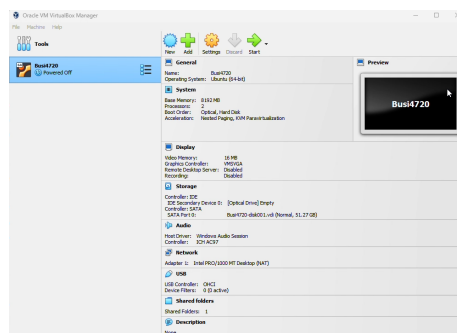 Oracle VM VirtualBox Manager
File Machine Help
Tools
New Add Settings Discard Start
Busi4720
Powered Off
General
Name: Busi4720
Operating System: Ubuntu (64-bit)
System
Base Memory: 8192 MB
Processors: 2
Boot Order: Optical, Hard Disk
Acceleration: Nested Paging, KVM Paravirtualization
Preview
Busi4720
Display
Video Memory: 16 MB
Graphics Controller: VMSVGA
Remote Desktop Server: Disabled
Recording: Disabled
Storage
Controller: IDE
IDE Secondary Device 0: [Optical Drive] Empty
Controller: SATA
SATA Port 0: Busi4720-disk001.vdi (Normal, 51.27 GB)
Audio
Host Driver: Windows Audio Session
Controller: ICH AC97
Network
Adapter 1: Intel PRO/1000 MT Desktop (NAT)
USB
USB Controller: OHCI
Device Filters: 0 (0 active)
Shared folders
Shared Folders: 1
Description
None